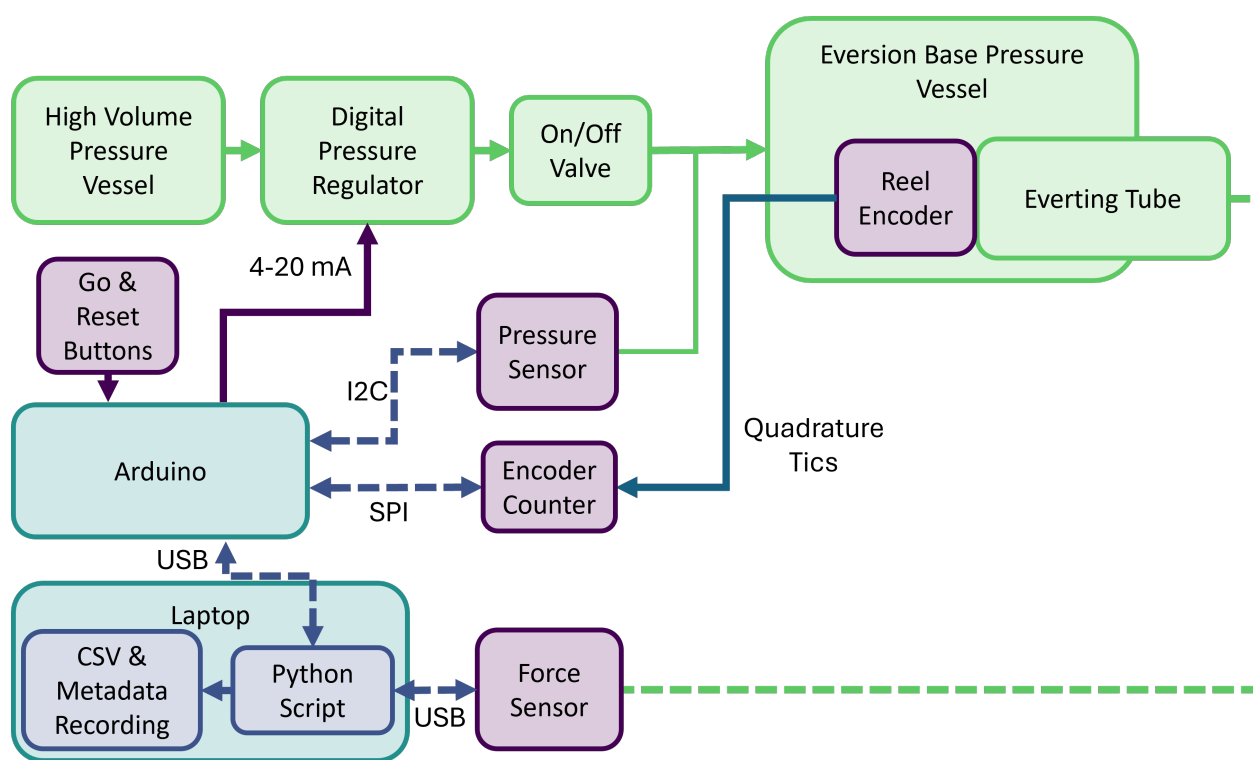 High Volume
Pressure
Vessel
Digital
Pressure
Regulator
On/Off
Valve
Eversion Base Pressure
Vessel
Reel
Encoder
Everting Tube
Go &
Reset
Buttons
4-20 mA
Pressure
Sensor
I2C
Arduino
Encoder
Counter
SPI
Quadrature
Tics
USB
Laptop
CSV &
Metadata
Recording
Python
Script
USB
Force
Sensor